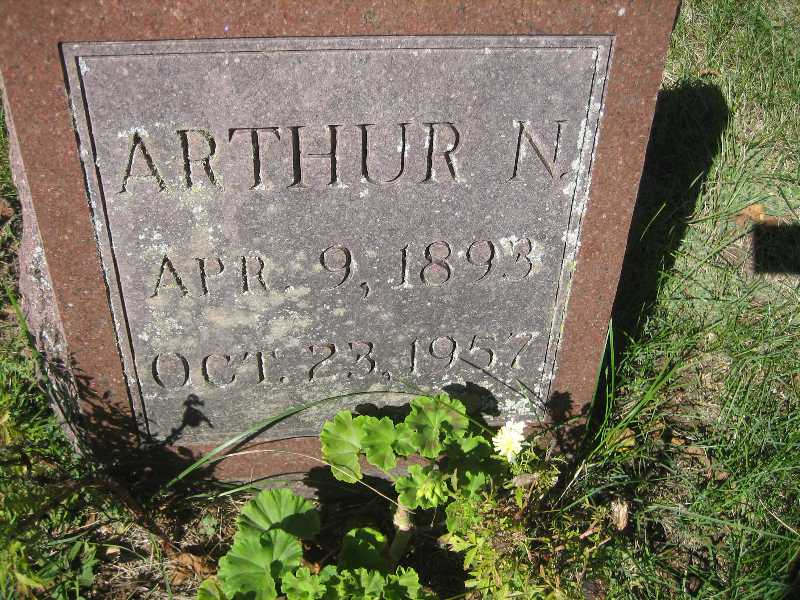 ARTHUR N.
APR. 9, 1893
OCT. 23, 1957